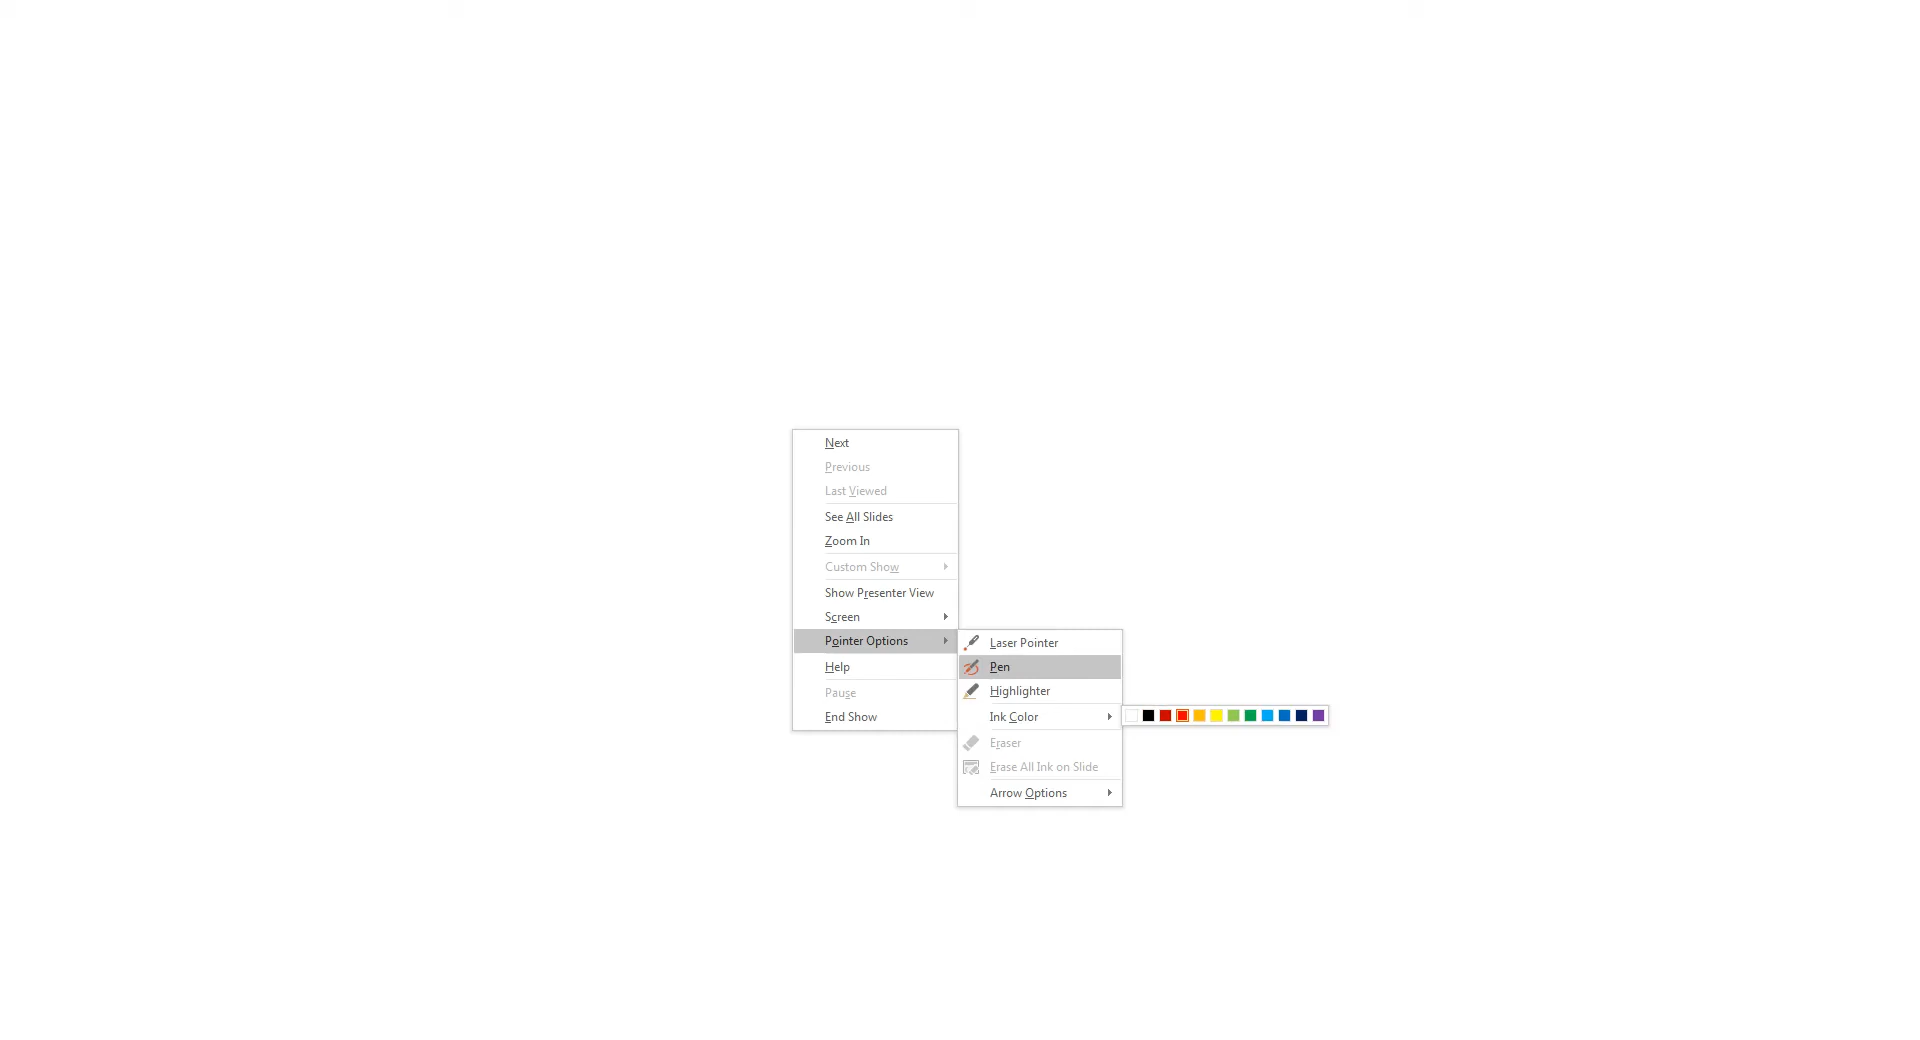 Next
Previous
Last Viewed
See All Slides
Zoom In
Custom Show
Show Presenter View
Screen
Pointer Options
Help
Pause
End Show
Laser Pointer
Pen
Highlighter
Ink Color
Eraser
Erase All Ink on Slide
Arrow Options